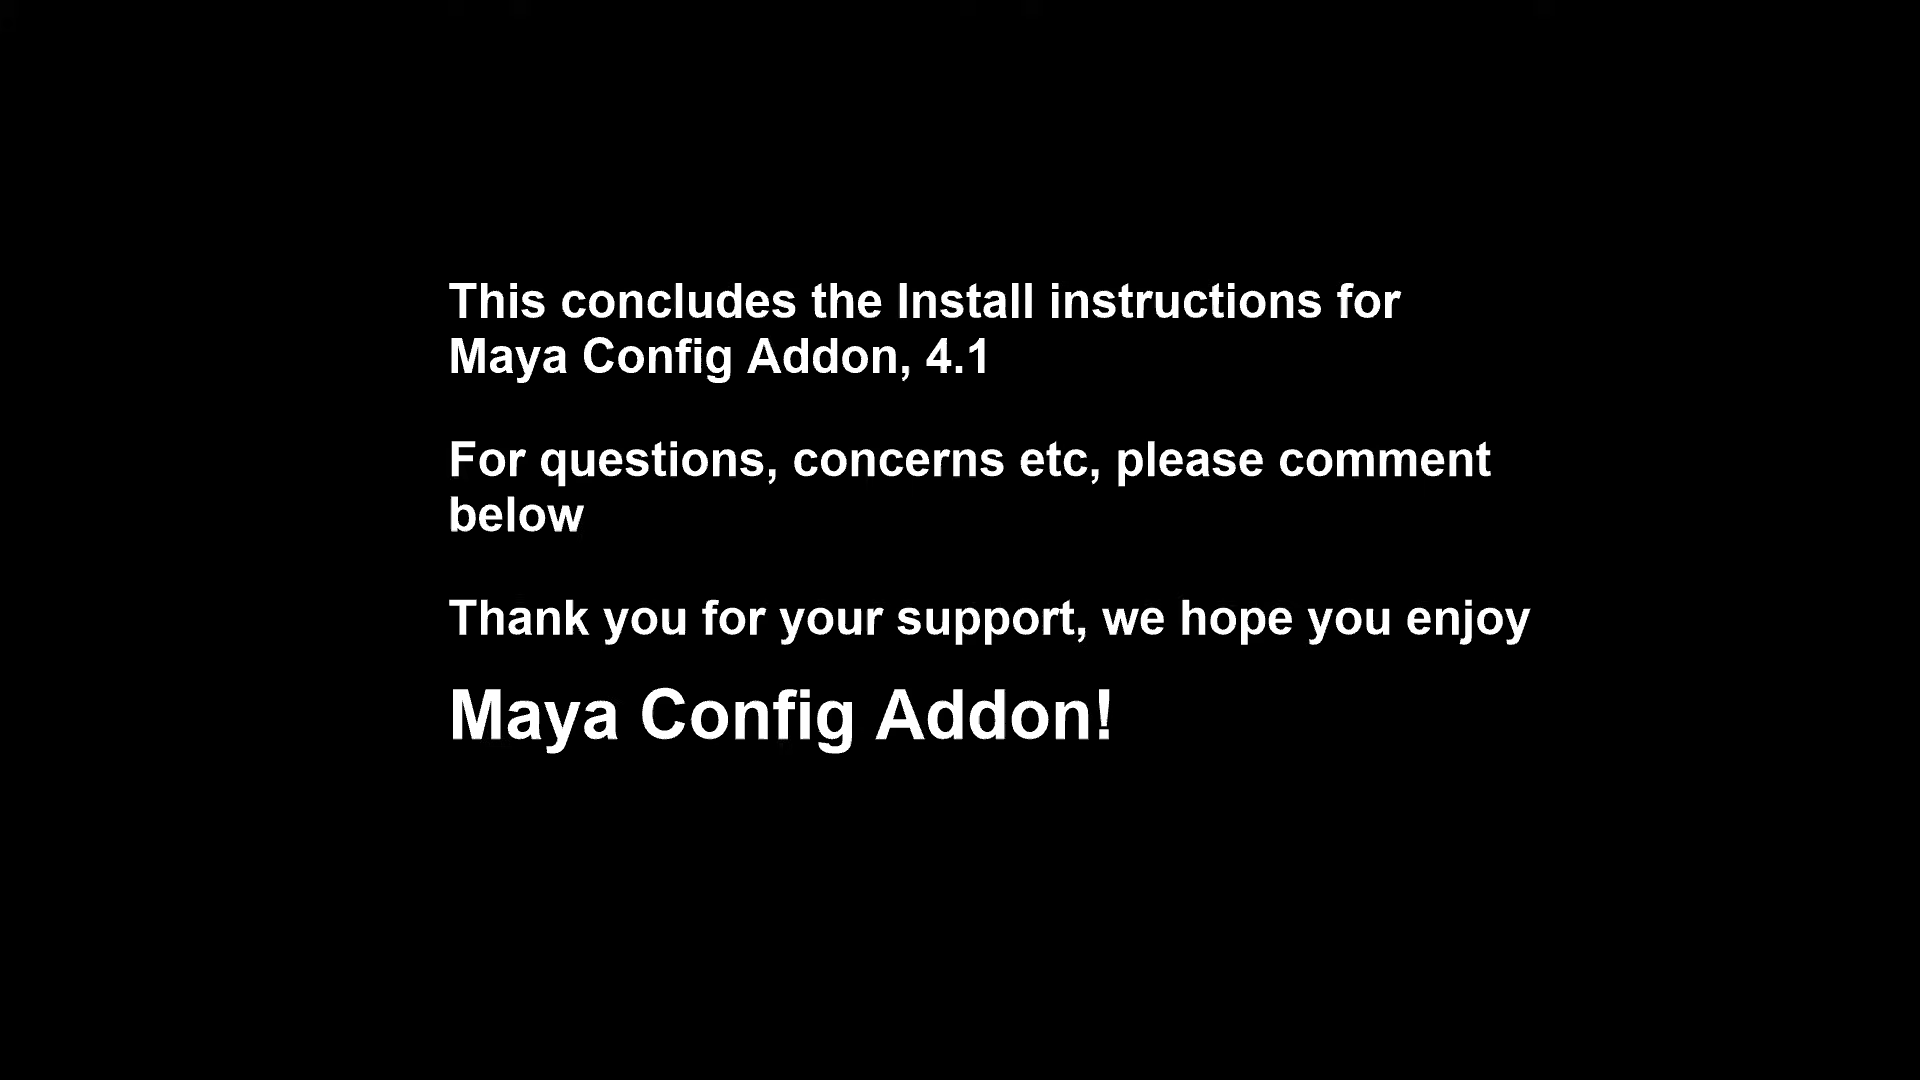 This concludes the Install instructions for
Maya Config Addon, 4.1
For questions, concerns etc, please comment
below
Thank you for your support, we hope you enjoy
Maya Config Addon!